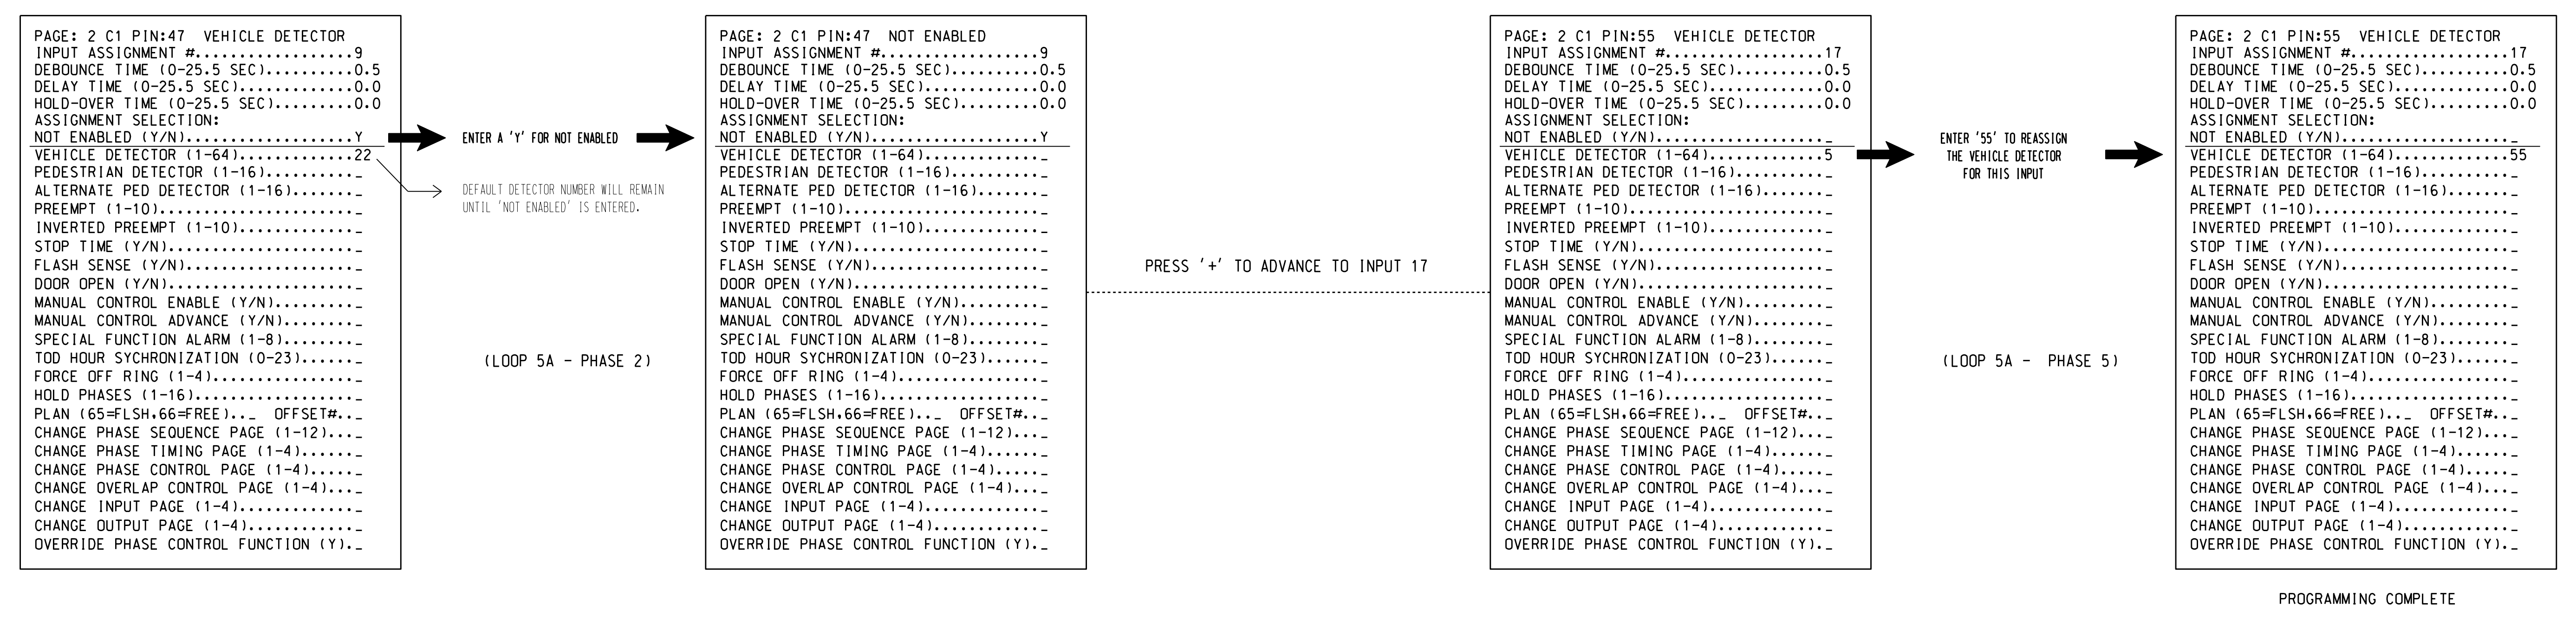 PAGE: 2 C1 PIN:47  VEHICLE DETECTOR
INPUT ASSIGNMENT #..................9
DEBOUNCE TIME (0-25.5 SEC)..........0.5
DELAY TIME (0-25.5 SEC).............0.0
HOLD-OVER TIME (0-25.5 SEC).........0.0
ASSIGNMENT SELECTION:
NOT ENABLED (Y/N)...................Y
VEHICLE DETECTOR (1-64).............22
PEDESTRIAN DETECTOR (1-16).........._
ALTERNATE PED DETECTOR (1-16)......._
PREEMPT (1-10)......................_
INVERTED PREEMPT (1-10)............._
STOP TIME (Y/N)....................._
FLASH SENSE (Y/N)..................._
DOOR OPEN (Y/N)....................._
MANUAL CONTROL ENABLE (Y/N)........._
MANUAL CONTROL ADVANCE (Y/N)........_
SPECIAL FUNCTION ALARM (1-8)........_
TOD HOUR SYCHRONIZATION (0-23)......_
FORCE OFF RING (1-4)................_
HOLD PHASES (1-16).................._
PLAN (65=FLSH,66=FREE).._  OFFSET#.._
CHANGE PHASE SEQUENCE PAGE (1-12)..._
CHANGE PHASE TIMING PAGE (1-4)......_
CHANGE PHASE CONTROL PAGE (1-4)....._
CHANGE OVERLAP CONTROL PAGE (1-4)..._
CHANGE INPUT PAGE (1-4)............._
CHANGE OUTPUT PAGE (1-4)............_
OVERRIDE PHASE CONTROL FUNCTION (Y)._
ENTER A 'Y' FOR NOT ENABLED
DEFAULT DETECTOR NUMBER WILL REMAIN
UNTIL 'NOT ENABLED' IS ENTERED.
(LOOP 5A - PHASE 2)
PAGE: 2 C1 PIN:47  NOT ENABLED
INPUT ASSIGNMENT #..................9
DEBOUNCE TIME (0-25.5 SEC)..........0.5
DELAY TIME (0-25.5 SEC).............0.0
HOLD-OVER TIME (0-25.5 SEC).........0.0
ASSIGNMENT SELECTION:
NOT ENABLED (Y/N)...................Y
VEHICLE DETECTOR (1-64)............._
PEDESTRIAN DETECTOR (1-16).........._
ALTERNATE PED DETECTOR (1-16)......._
PREEMPT (1-10)......................_
INVERTED PREEMPT (1-10)............._
STOP TIME (Y/N)....................._
FLASH SENSE (Y/N)..................._
DOOR OPEN (Y/N)....................._
MANUAL CONTROL ENABLE (Y/N)........._
MANUAL CONTROL ADVANCE (Y/N)........_
SPECIAL FUNCTION ALARM (1-8)........_
TOD HOUR SYCHRONIZATION (0-23)......_
FORCE OFF RING (1-4)................_
HOLD PHASES (1-16).................._
PLAN (65=FLSH,66=FREE).._  OFFSET#.._
CHANGE PHASE SEQUENCE PAGE (1-12)..._
CHANGE PHASE TIMING PAGE (1-4)......_
CHANGE PHASE CONTROL PAGE (1-4)....._
CHANGE OVERLAP CONTROL PAGE (1-4)..._
CHANGE INPUT PAGE (1-4)............._
CHANGE OUTPUT PAGE (1-4)............_
OVERRIDE PHASE CONTROL FUNCTION (Y)._
PRESS '+' TO ADVANCE TO INPUT 17
PAGE: 2 C1 PIN:55  VEHICLE DETECTOR
INPUT ASSIGNMENT #..................17
DEBOUNCE TIME (0-25.5 SEC)..........0.5
DELAY TIME (0-25.5 SEC).............0.0
HOLD-OVER TIME (0-25.5 SEC).........0.0
ASSIGNMENT SELECTION:
NOT ENABLED (Y/N)..................._
VEHICLE DETECTOR (1-64).............5
PEDESTRIAN DETECTOR (1-16).........._
ALTERNATE PED DETECTOR (1-16)......._
PREEMPT (1-10)......................_
INVERTED PREEMPT (1-10)............._
STOP TIME (Y/N)....................._
FLASH SENSE (Y/N)..................._
DOOR OPEN (Y/N)....................._
MANUAL CONTROL ENABLE (Y/N)........._
MANUAL CONTROL ADVANCE (Y/N)........_
SPECIAL FUNCTION ALARM (1-8)........_
TOD HOUR SYCHRONIZATION (0-23)......_
FORCE OFF RING (1-4)................_
HOLD PHASES (1-16).................._
PLAN (65=FLSH,66=FREE).._  OFFSET#.._
CHANGE PHASE SEQUENCE PAGE (1-12)..._
CHANGE PHASE TIMING PAGE (1-4)......_
CHANGE PHASE CONTROL PAGE (1-4)....._
CHANGE OVERLAP CONTROL PAGE (1-4)..._
CHANGE INPUT PAGE (1-4)............._
CHANGE OUTPUT PAGE (1-4)............_
OVERRIDE PHASE CONTROL FUNCTION (Y)._
ENTER '55' TO REASSIGN
THE VEHICLE DETECTOR
FOR THIS INPUT
(LOOP 5A -  PHASE 5)
PAGE: 2 C1 PIN:55  VEHICLE DETECTOR
INPUT ASSIGNMENT #..................17
DEBOUNCE TIME (0-25.5 SEC)..........0.5
DELAY TIME (0-25.5 SEC).............0.0
HOLD-OVER TIME (0-25.5 SEC).........0.0
ASSIGNMENT SELECTION:
NOT ENABLED (Y/N)..................._
VEHICLE DETECTOR (1-64).............55
PEDESTRIAN DETECTOR (1-16).........._
ALTERNATE PED DETECTOR (1-16)......._
PREEMPT (1-10)......................_
INVERTED PREEMPT (1-10)............._
STOP TIME (Y/N)....................._
FLASH SENSE (Y/N)..................._
DOOR OPEN (Y/N)....................._
MANUAL CONTROL ENABLE (Y/N)........._
MANUAL CONTROL ADVANCE (Y/N)........_
SPECIAL FUNCTION ALARM (1-8)........_
TOD HOUR SYCHRONIZATION (0-23)......_
FORCE OFF RING (1-4)................_
HOLD PHASES (1-16).................._
PLAN (65=FLSH,66=FREE).._  OFFSET#.._
CHANGE PHASE SEQUENCE PAGE (1-12)..._
CHANGE PHASE TIMING PAGE (1-4)......_
CHANGE PHASE CONTROL PAGE (1-4)....._
CHANGE OVERLAP CONTROL PAGE (1-4)..._
CHANGE INPUT PAGE (1-4)............._
CHANGE OUTPUT PAGE (1-4)............_
OVERRIDE PHASE CONTROL FUNCTION (Y)._
PROGRAMMING COMPLETE